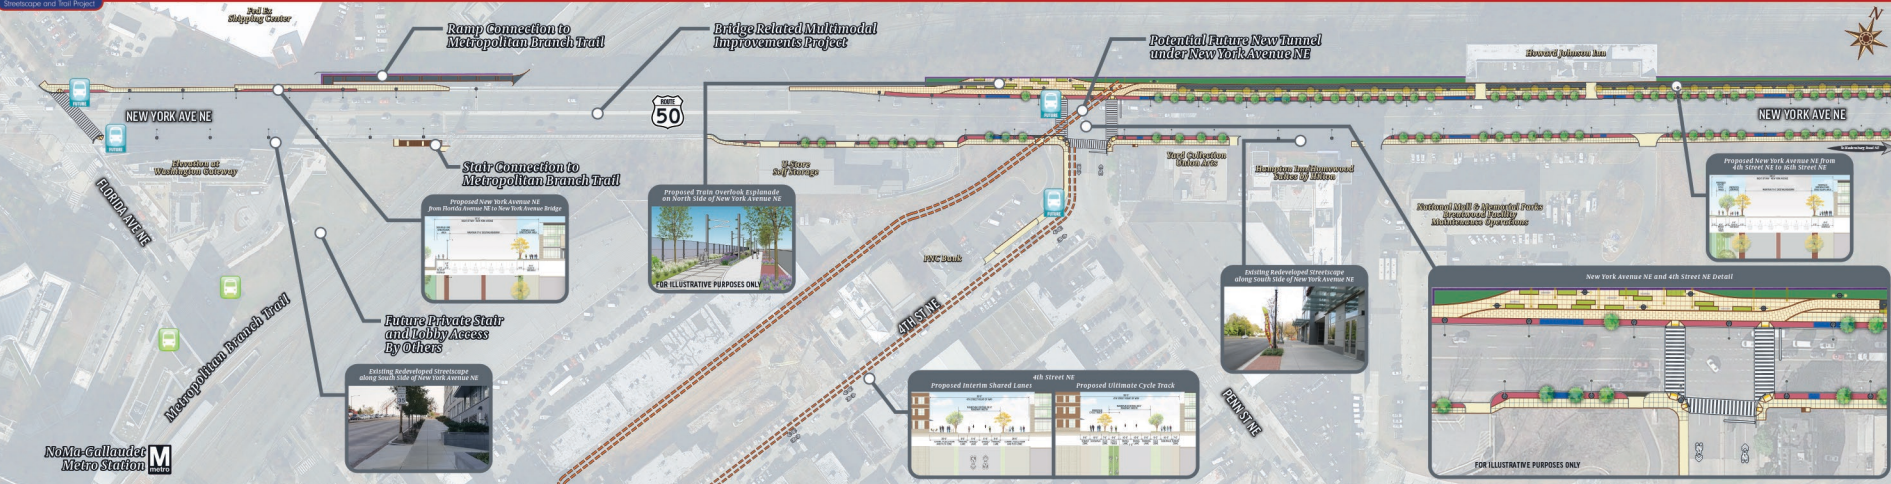 Streetscape and Trail Project
Fed Ex
Shipping Center
Ramp Connection to
Metropolitan Branch Trail
Bridge Related Multimodal
Improvements Project
Potential Future New Tunnel
under New York Avenue NE
Howard Johnson Inn
N
FUTURE
NEW YORK AVE NE
FUTURE
ROUTE
50
FUTURE
NEW YORK AVE NE
Elevation at
Washington Gateway
Stair Connection to
Metropolitan Branch Trail
U-Store
Self Storage
Yard Collection
Union Arts
Hampton Inn/Homewood
Suites by Hilton
FLORIDA AVE NE
Proposed New York Avenue NE
from Florida Avenue NE to New York Avenue Bridge
Proposed Train Overlook Esplanade
on North Side of New York Avenue NE
FOR ILLUSTRATIVE PURPOSES ONLY
FUTURE
PNC Bank
National Mall & Memorial Parks
Brentwood Facility
Maintenance Operations
Proposed New York Avenue NE from
4th Street NE to 16th Street NE
Existing Redeveloped Streetscape
along South Side of New York Avenue NE
New York Avenue NE and 4th Street NE Detail
FOR ILLUSTRATIVE PURPOSES ONLY
Metropolitan Branch Trail
Future Private Stair
and Lobby Access
By Others
4TH ST NE
Existing Redeveloped Streetscape
along South Side of New York Avenue NE
4th Street NE
Proposed Interim Shared Lanes
Proposed Ultimate Cycle Track
PENN ST NE
NoMa-Gallaudet
Metro Station
M
metro